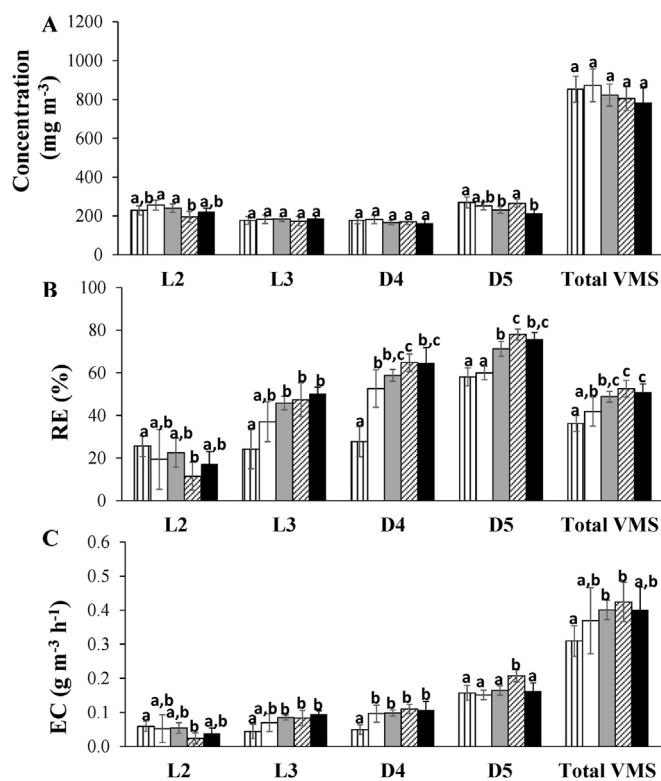 A
Concentration
(mg m-3)
1200
1000
800
600
400
200
0
a,b a a b a,b
a a a a a
a a a a a
a a,b b a b
a a a a a
L2 L3 D4 D5 Total VMS
B
RE (%)
100
80
60
40
20
0
a a,b a,b b a,b
a a,b b b b
a b b,c c b,c
a a b c b,c
a a,b b,c c c
L2 L3 D4 D5 Total VMS
C
EC (g m-3 h-1)
0.6
0.5
0.4
0.3
0.2
0.1
0.0
a a,b a,b b a,b
a a,b b b b
a b b b b
a a a b a
a a,b b b a,b
L2 L3 D4 D5 Total VMS